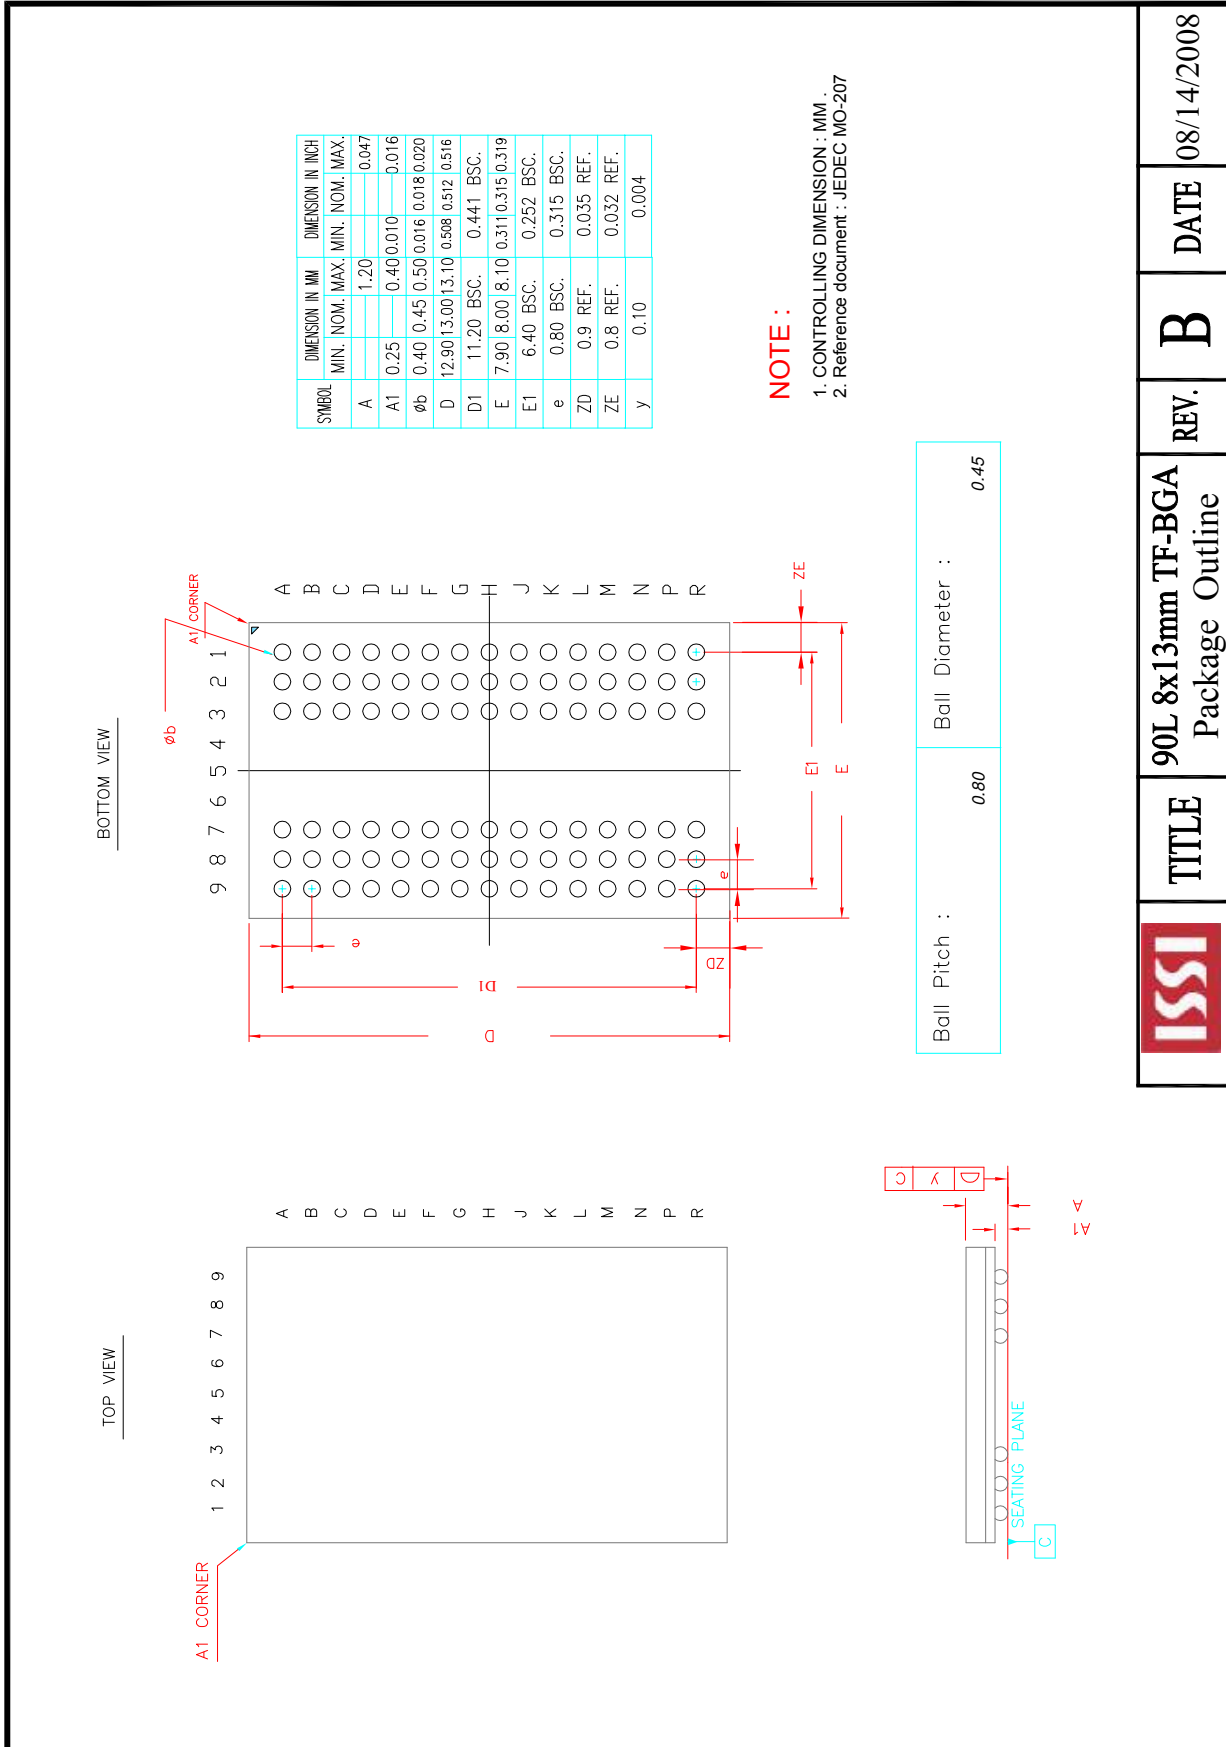 TOP VIEW
A1 CORNER
1 2 3 4 5 6 7 8 9
A
B
C
D
E
F
G
H
J
K
L
M
N
P
R
BOTTOM VIEW
9 8 7 6 5 4 3 2 1
øb
A1 CORNER
A
B
C
D
E
F
G
H
J
K
L
M
N
P
R
e
D1
D
ZD
e
E1
E
ZE
SEATING PLANE
C
D y C
A1
A
SYMBOL DIMENSION IN MM DIMENSION IN INCH
MIN. NOM. MAX. MIN. NOM. MAX.
A 1.20 0.047
A1 0.25 0.40 0.010 0.016
øb 0.40 0.45 0.50 0.016 0.018 0.020
D 12.90 13.00 13.10 0.508 0.512 0.516
D1 11.20 BSC. 0.441 BSC.
E 7.90 8.00 8.10 0.311 0.315 0.319
E1 6.40 BSC. 0.252 BSC.
e 0.80 BSC. 0.315 BSC.
ZD 0.9 REF. 0.035 REF.
ZE 0.8 REF. 0.032 REF.
y 0.10 0.004
NOTE :
1. CONTROLLING DIMENSION : MM .
2. Reference document : JEDEC MO-207
Ball Pitch : 0.80
Ball Diameter : 0.45
ISSI
TITLE
90L 8x13mm TF-BGA
Package Outline
REV.
B
DATE
08/14/2008